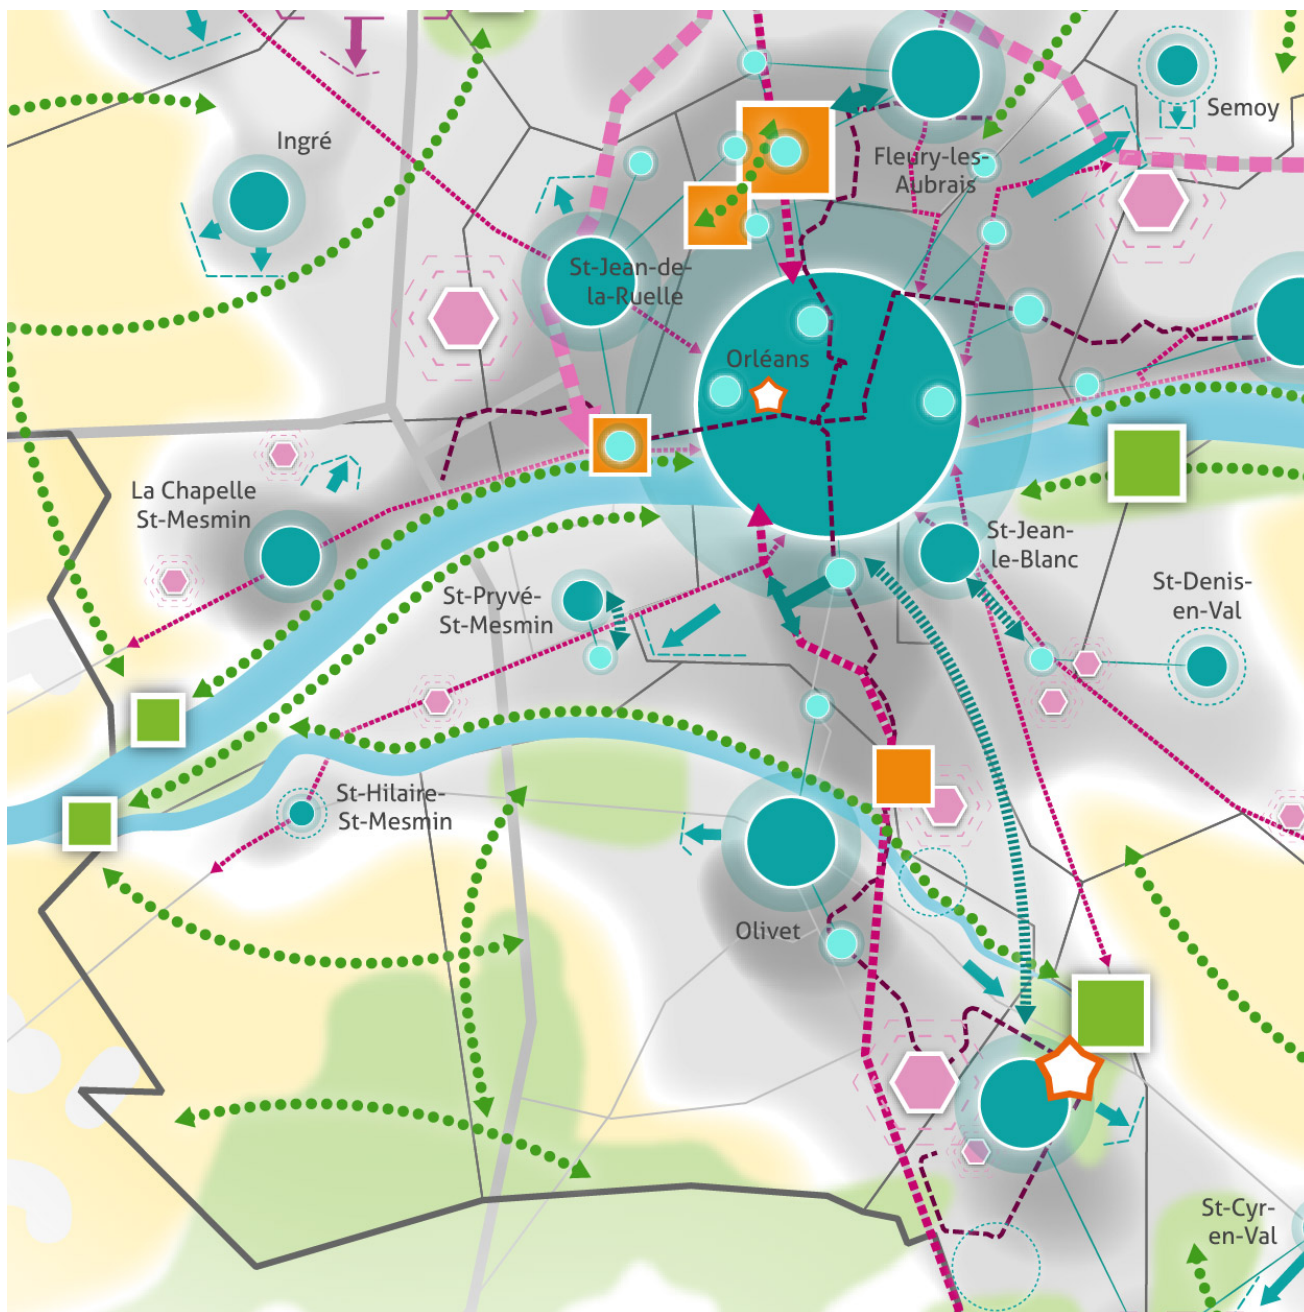 Semoy
Ingré
Fleury-les-
Aubrais
St-Jean-de-
la-Ruelle
Orléans
La Chapelle
St-Mesmin
St-Jean-
le-Blanc
St-Denis-
en-Val
St-Pryvé-
St-Mesmin
St-Hilaire-
St-Mesmin
Olivet
St-Cyr-
en-Val